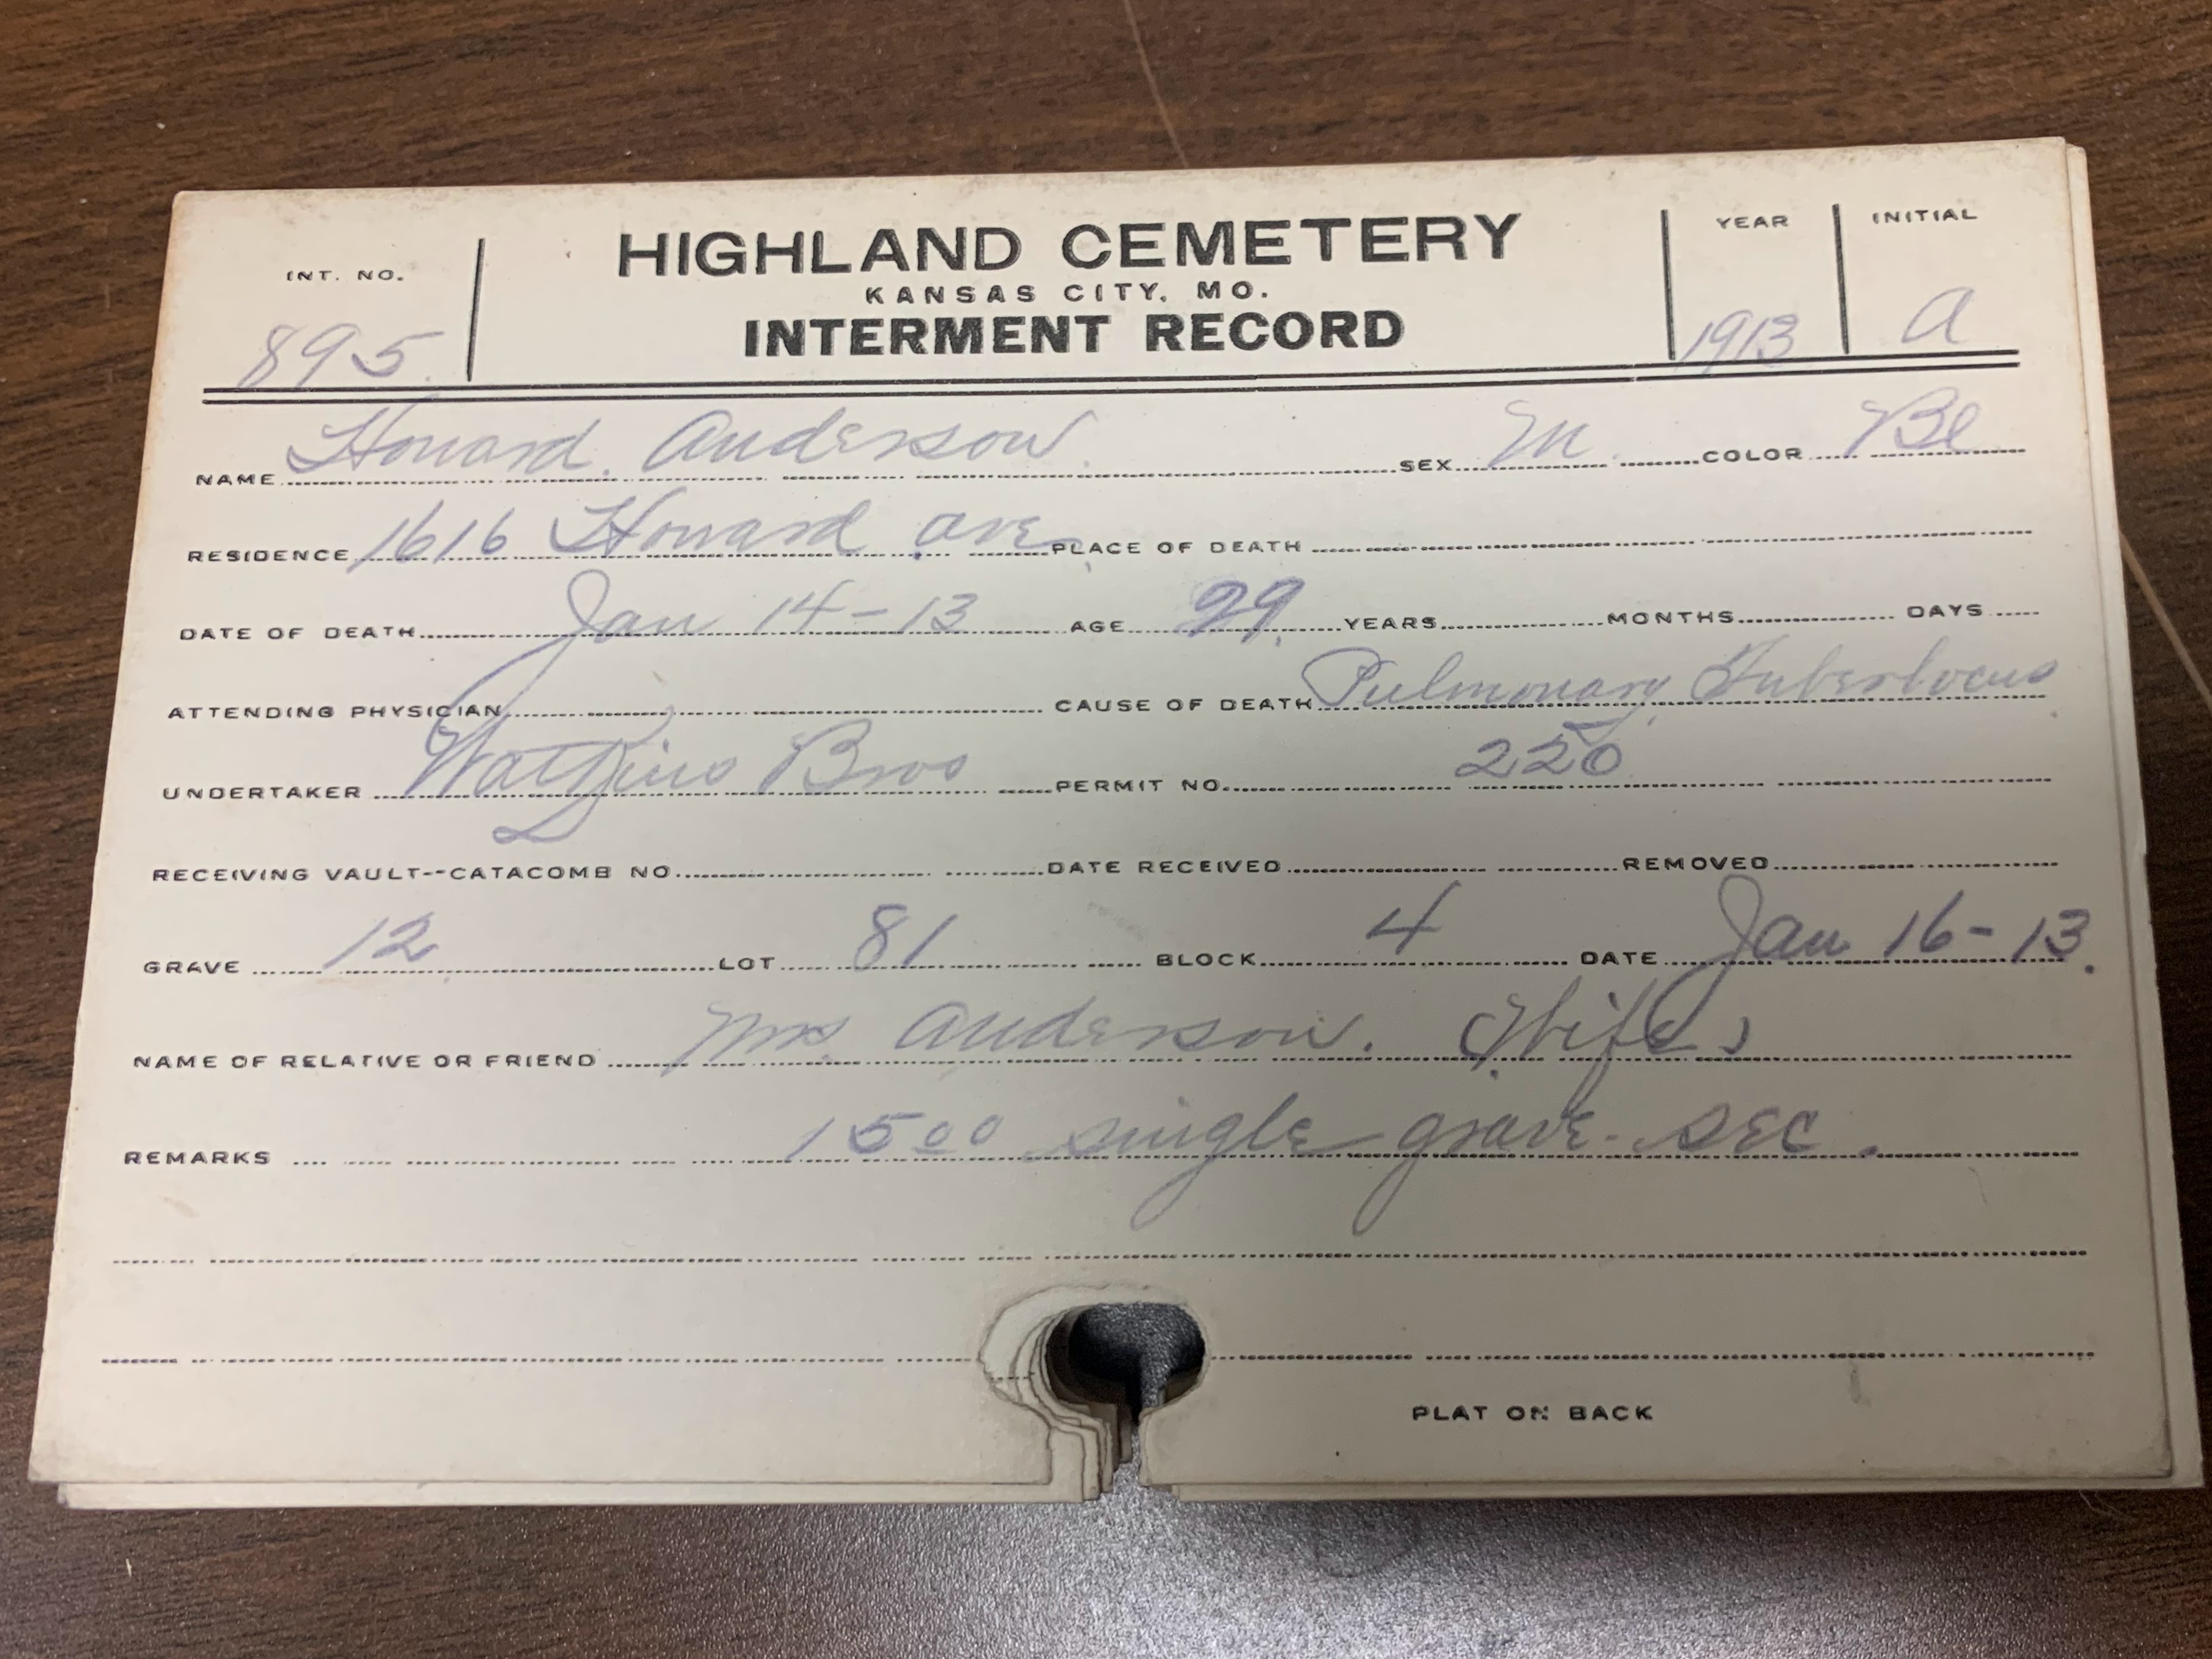 INT. NO. HIGHLAND CEMETERY YEAR INITIAL
KANSAS CITY, MO.
895 INTERMENT RECORD 1913 A
NAME Howard Anderson SEX M COLOR Bl
RESIDENCE 1616 Howard ave PLACE OF DEATH
DATE OF DEATH Jan 14-13 AGE 29 YEARS MONTHS DAYS
ATTENDING PHYSICIAN CAUSE OF DEATH Pulmonary Tuberlocus
UNDERTAKER Watkins Bros PERMIT NO. 220
RECEIVING VAULT--CATACOMB NO. DATE RECEIVED REMOVED
GRAVE 12 LOT 81 BLOCK 4 DATE Jan 16-13.
NAME OF RELATIVE OR FRIEND Mrs. Anderson. (Wife)
REMARKS 15 00 single grave sec.
PLAT ON BACK